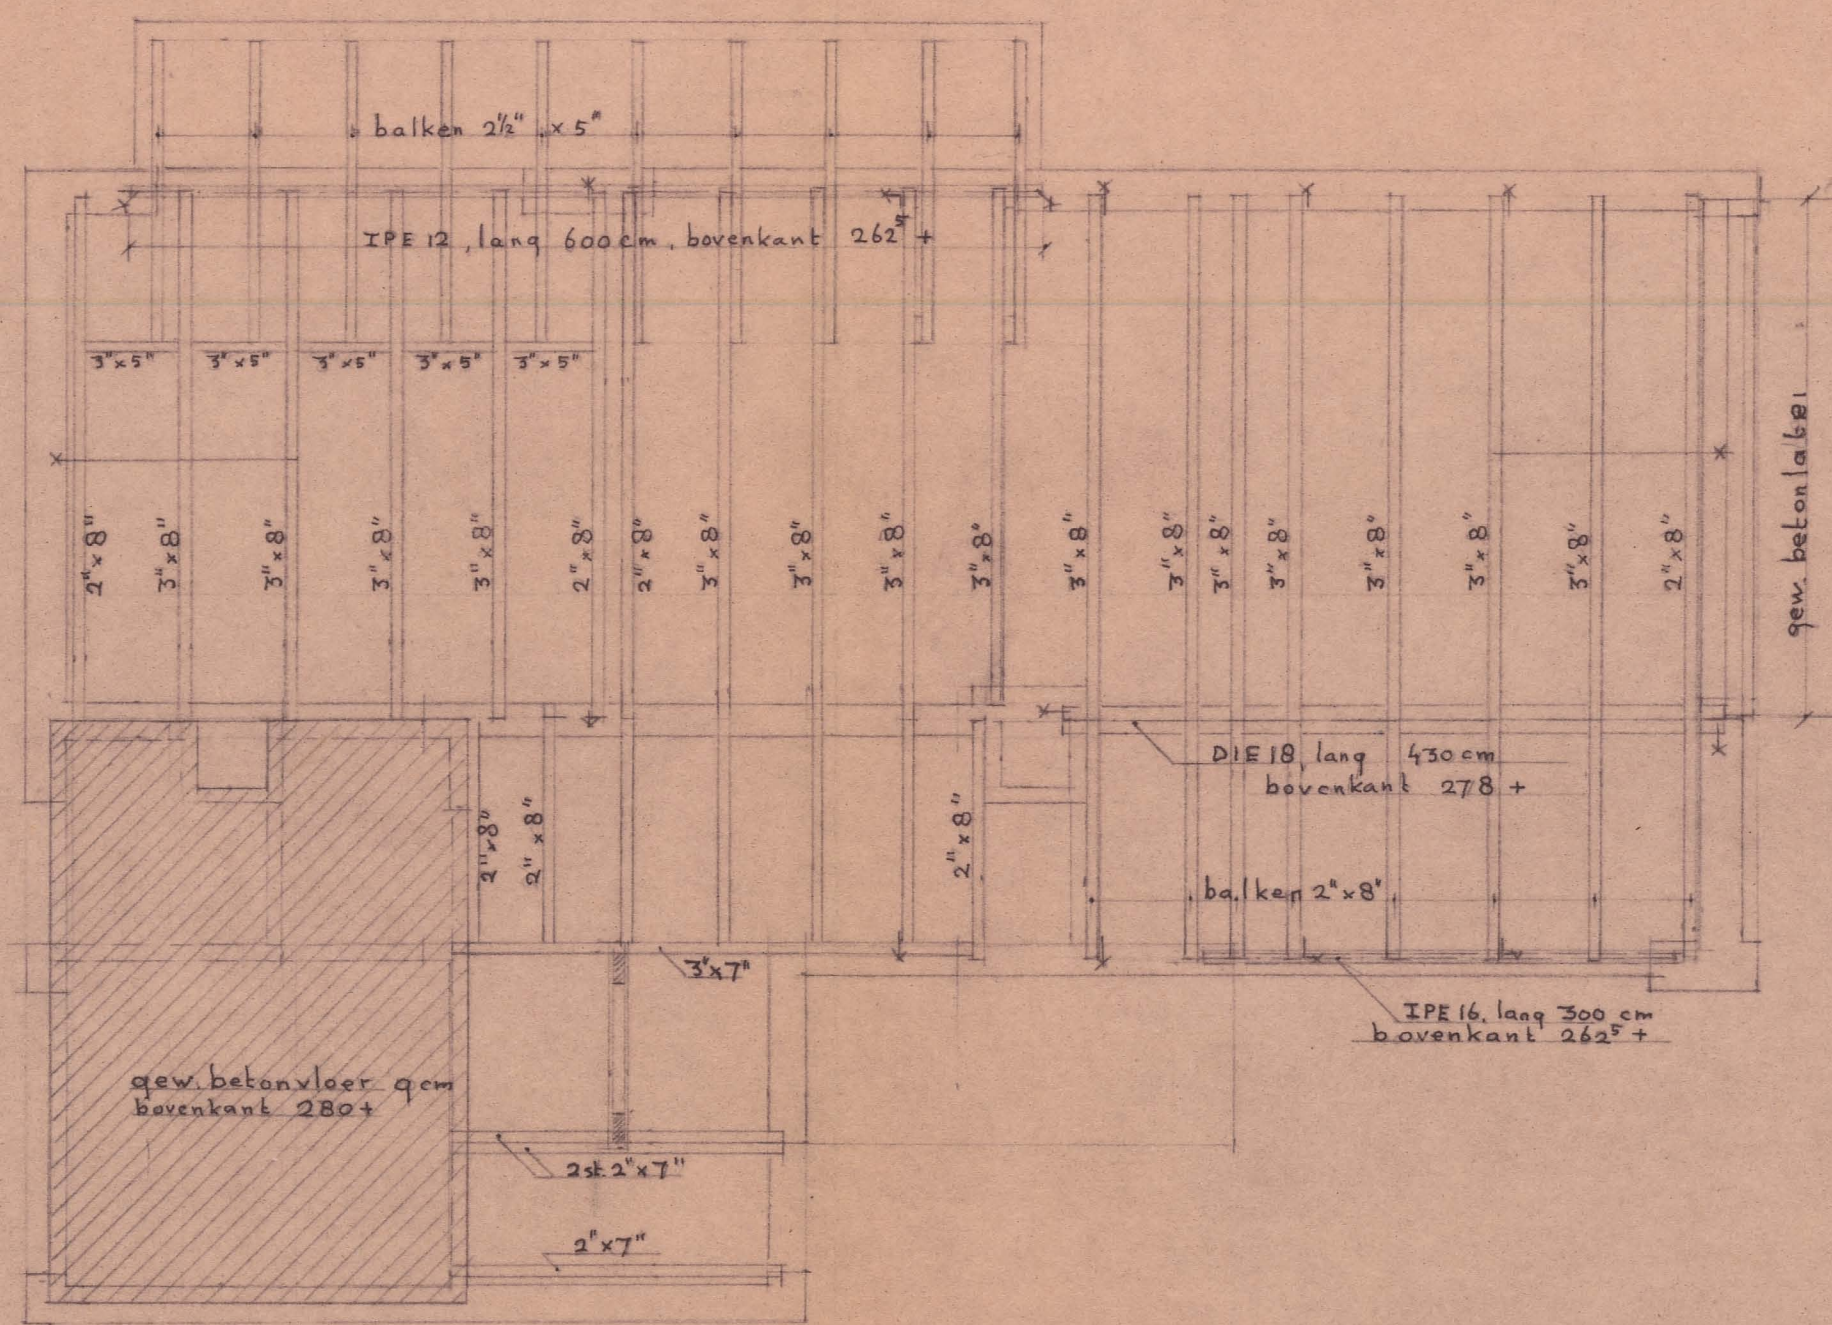 balken 2½" x 5"
IPE 12, lang 600 cm, bovenkant 262⁵ +
3"x5" 3"x5" 3"x5" 3"x5" 3"x5"
2"x8" 3"x8" 3"x8" 3"x8" 3"x8" 2"x8" 2"x8" 3"x8" 3"x8" 3"x8" 3"x8" 3"x8" 3"x8" 3"x8" 3"x8" 3"x8" 3"x8" 3"x8" 2"x8"
gew. betonlatei
DIE 18, lang 430 cm
bovenkant 278 +
2"x8" 2"x8" 2"x8"
balken 2"x8"
3"x7"
IPE 16, lang 300 cm
bovenkant 262⁵ +
gew. betonvloer 9 cm
bovenkant 280+
2 st. 2"x7"
2"x7"